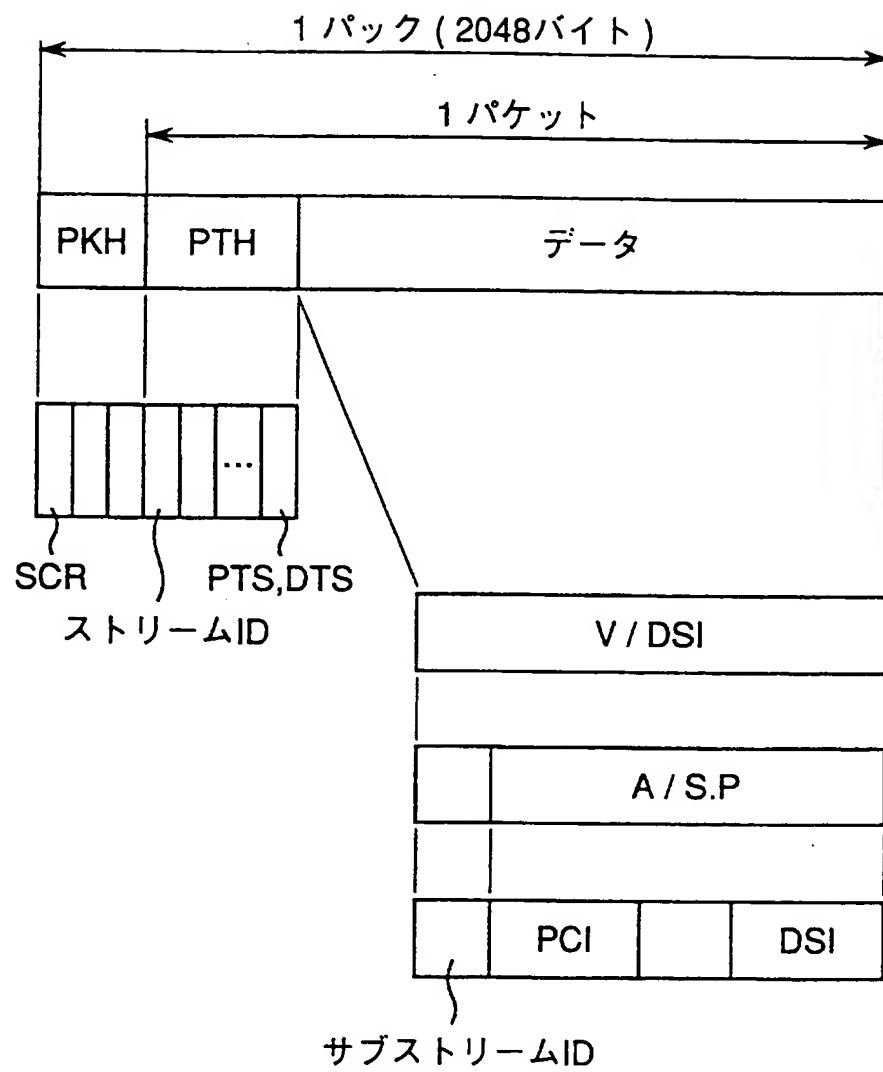 1 パック ( 2048バイト )
1 パケット
PKH PTH データ
...
SCR PTS,DTS
ストリームID
V / DSI
A / S.P
PCI DSI
サブストリームID